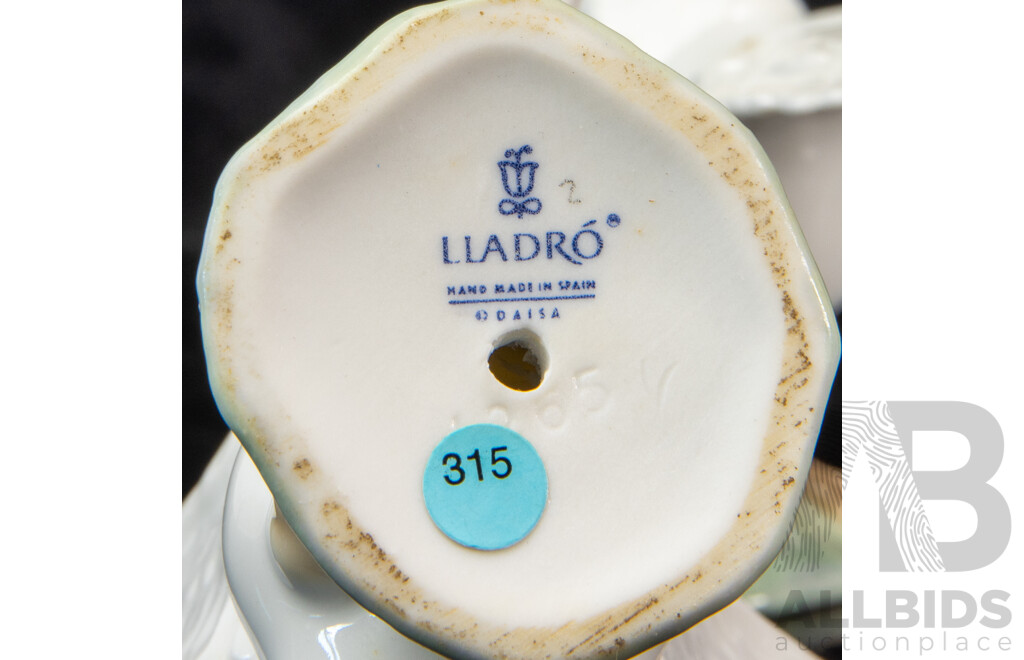 2
LLADRÓ
HAND MADE IN SPAIN
© DAISA
315
ALLBIDS
auctionplace